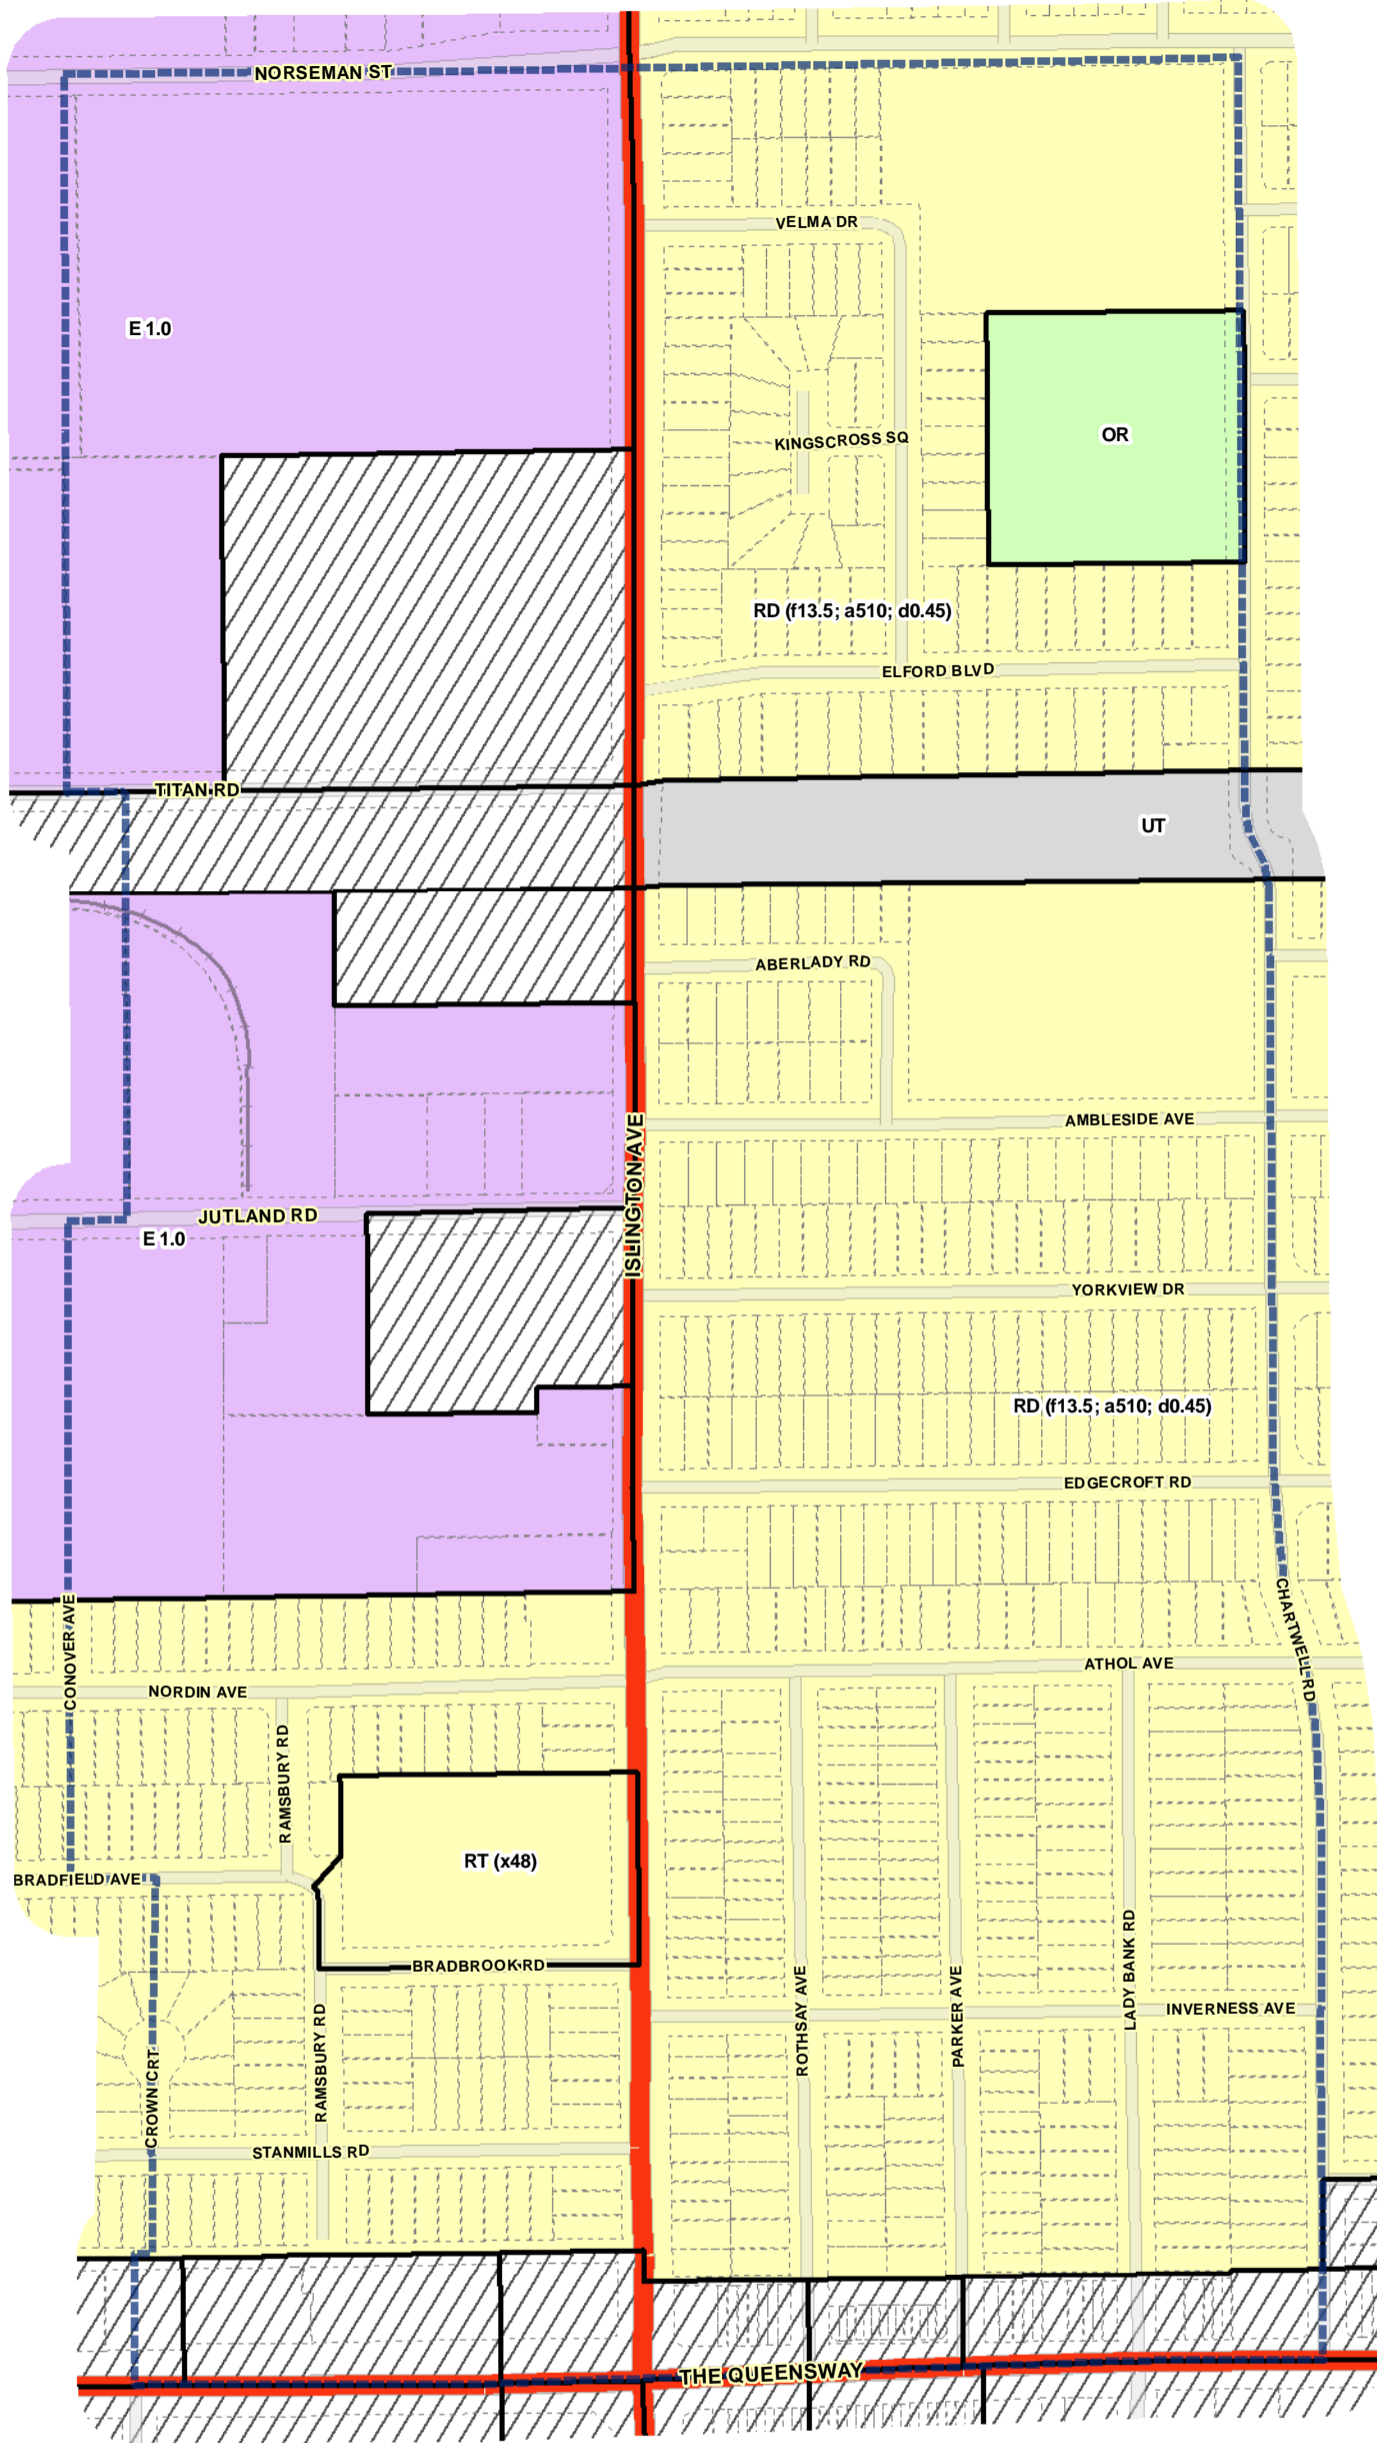 NORSEMAN ST
VELMA DR
E 1.0
OR
KINGSCROSS SQ
RD (f13.5; a510; d0.45)
ELFORD BLVD
TITAN RD
UT
ABERLADY RD
AMBLESIDE AVE
ISLINGTON AVE
JUTLAND RD
E 1.0
YORKVIEW DR
RD (f13.5; a510; d0.45)
EDGECROFT RD
CONOVER AVE
CHARTWELL RD
ATHOL AVE
NORDIN AVE
RAMSBURY RD
RT (x48)
BRADFIELD AVE
BRADBROOK RD
ROTHSAY AVE
PARKER AVE
LADY BANK RD
INVERNESS AVE
CROWN CRT
RAMSBURY RD
STANMILLS RD
THE QUEENSWAY